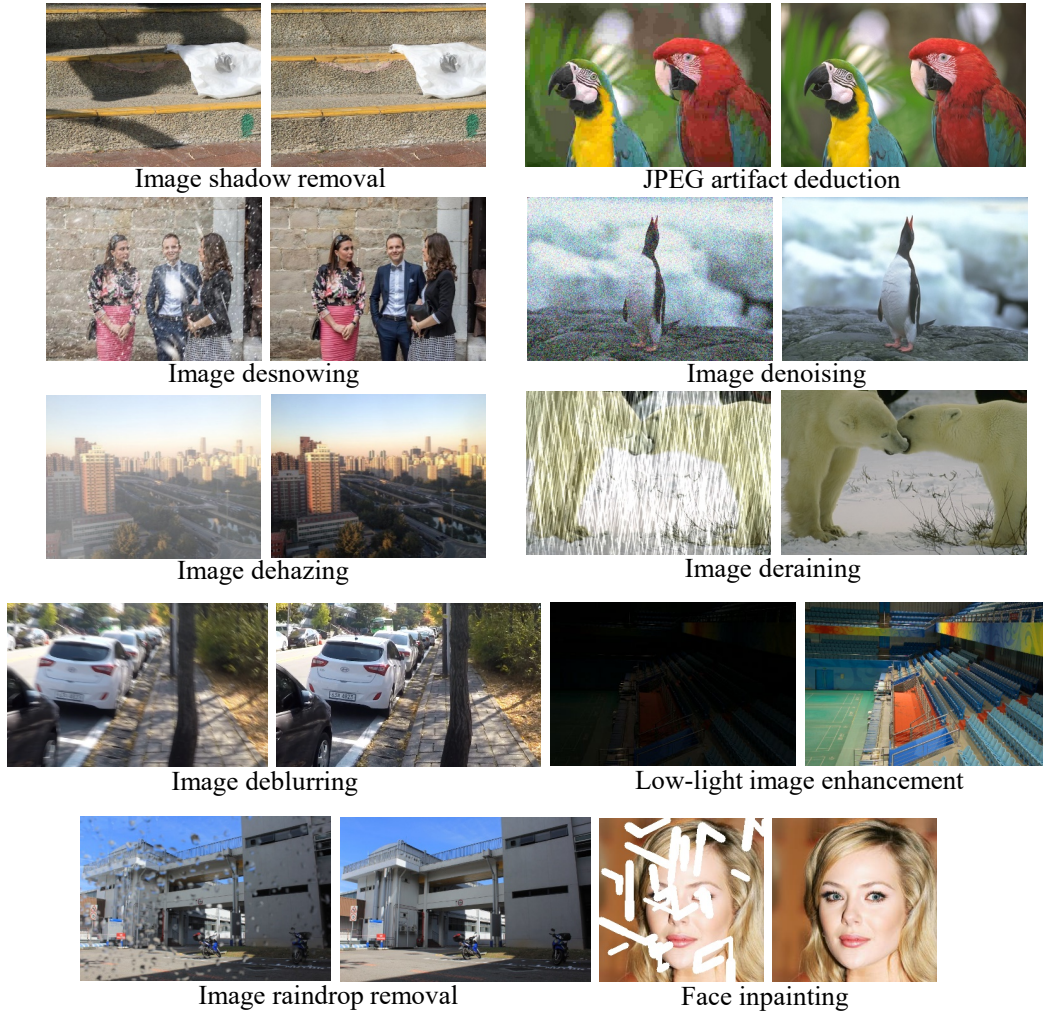 Image shadow removal
JPEG artifact deduction
Image desnowing
Image denoising
Image dehazing
Image deraining
Image deblurring
Low-light image enhancement
Image raindrop removal
Face inpainting